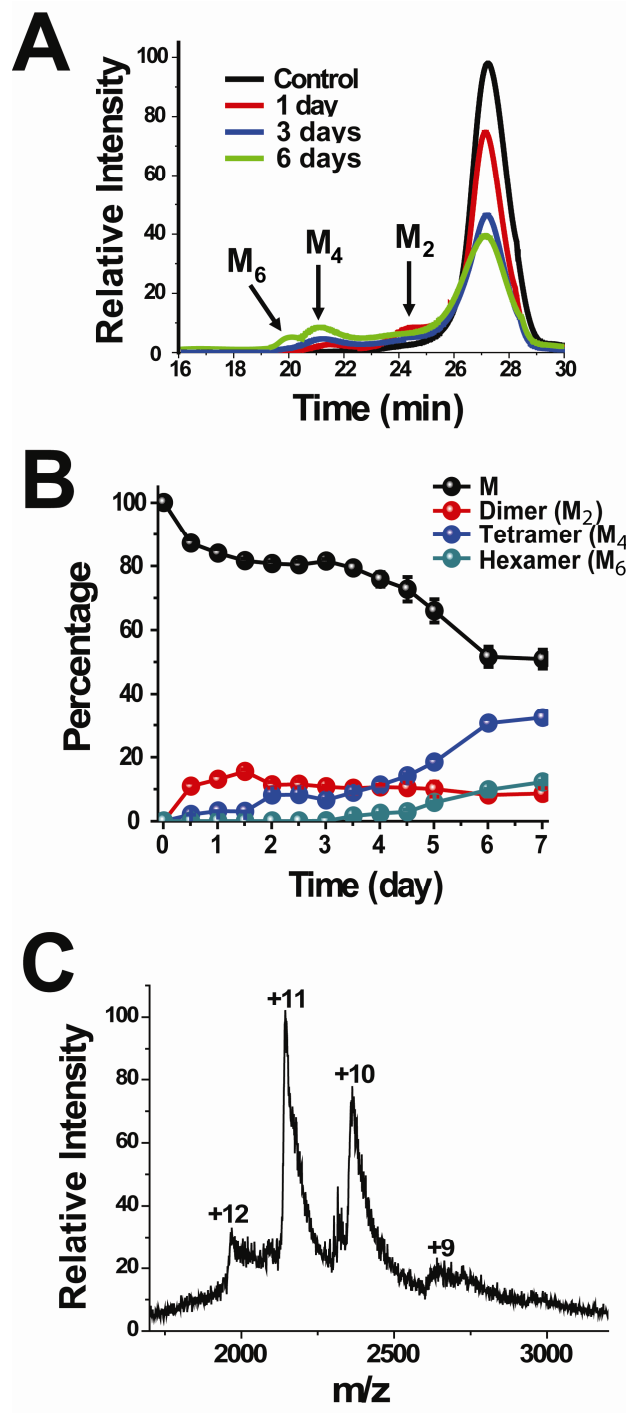 A
Relative Intensity
100
80
60
40
20
0
Control
1 day
3 days
6 days
M6
M4
M2
16 18 20 22 24 26 28 30
Time (min)
B
Percentage
100
80
60
40
20
0
M
Dimer (M2)
Tetramer (M4
Hexamer (M6
0 1 2 3 4 5 6 7
Time (day)
C
Relative Intensity
100
80
60
40
20
0
+12
+11
+10
+9
2000 2500 3000
m/z